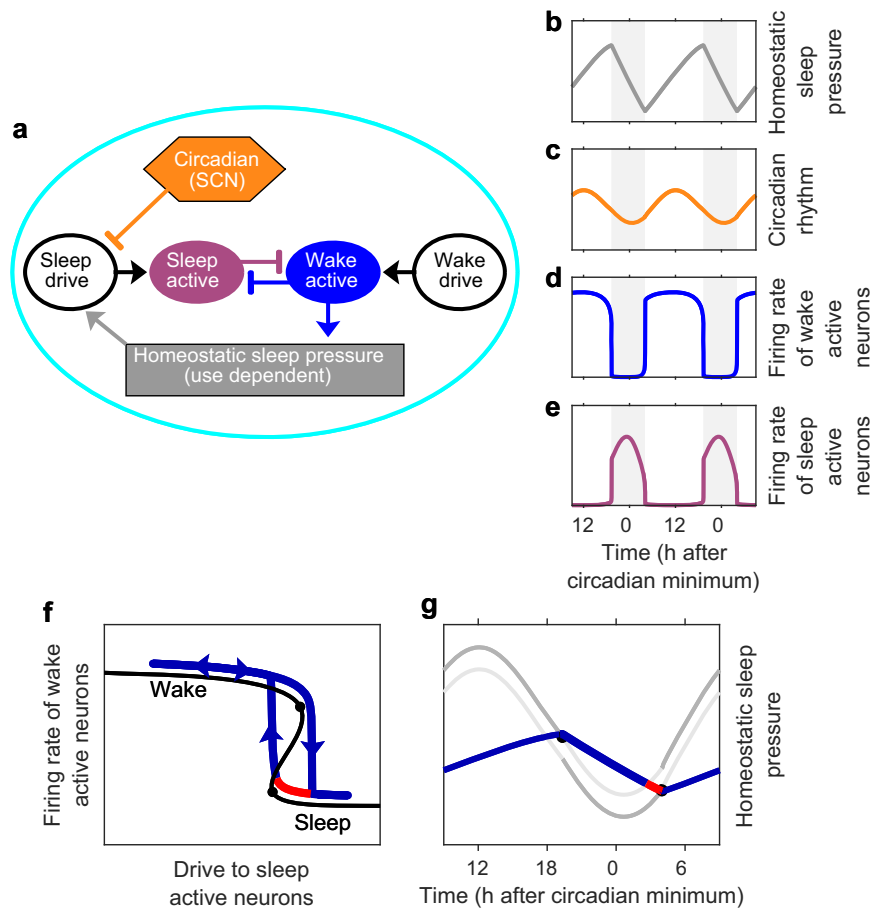 a
Circadian
(SCN)
Sleep
drive
Sleep
active
Wake
active
Wake
drive
Homeostatic sleep pressure
(use dependent)
b
Homeostatic
sleep
pressure
c
Circadian
rhythm
d
Firing rate
of wake
active
neurons
e
Firing rate
of sleep
active
neurons
12 0 12 0
Time (h after
circadian minimum)
f
Firing rate of wake
active neurons
Wake
Sleep
Drive to sleep
active neurons
g
Homeostatic sleep
pressure
12 18 0 6
Time (h after circadian minimum)